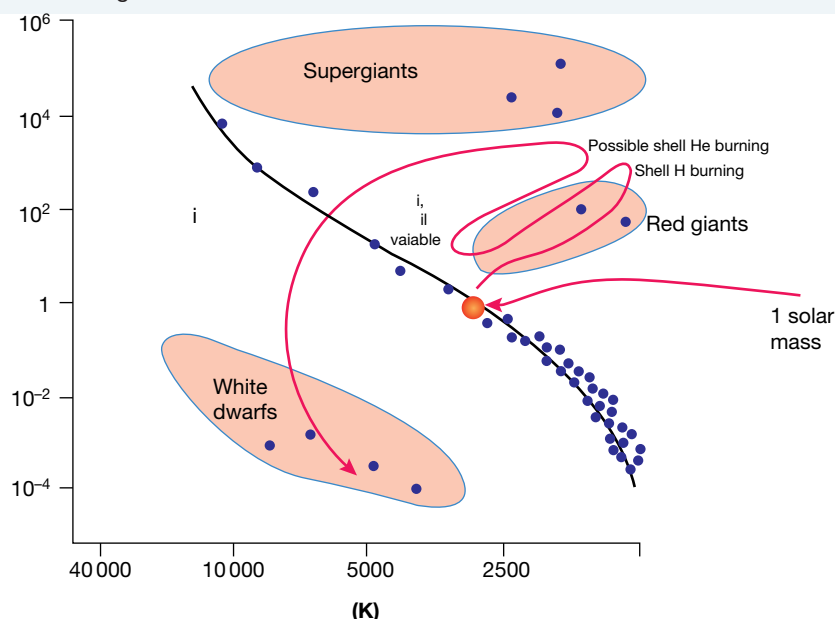 10⁶
Supergiants
10⁴
Possible shell He burning
Shell H burning
10²
i
i,
il
vaiable
Red giants
1
1 solar
mass
10⁻²
White
dwarfs
10⁻⁴
40 000
10 000
5000
2500
(K)